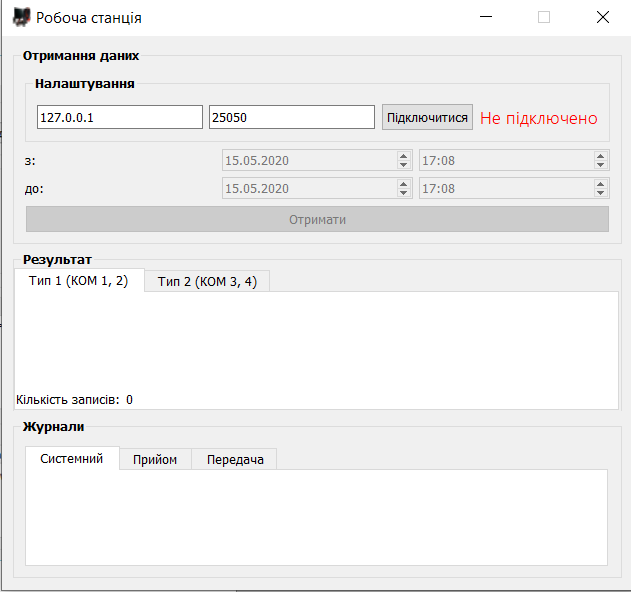 Робоча станція
Отримання даних
Налаштування
127.0.0.1 25050 Підключитися Не підключено
з: 15.05.2020 17:08
до: 15.05.2020 17:08
Отримати
Результат
Тип 1 (КОМ 1, 2) Тип 2 (КОМ 3, 4)
Кількість записів: 0
Журнали
Системний Прийом Передача